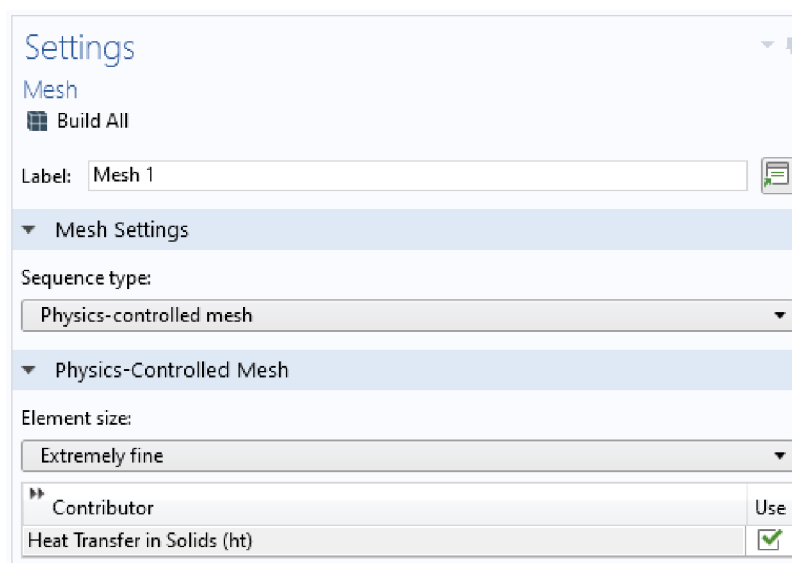 Settings
Mesh
Build All
Label: Mesh 1
Mesh Settings
Sequence type:
Physics-controlled mesh
Physics-Controlled Mesh
Element size:
Extremely fine
Contributor Use
Heat Transfer in Solids (ht)